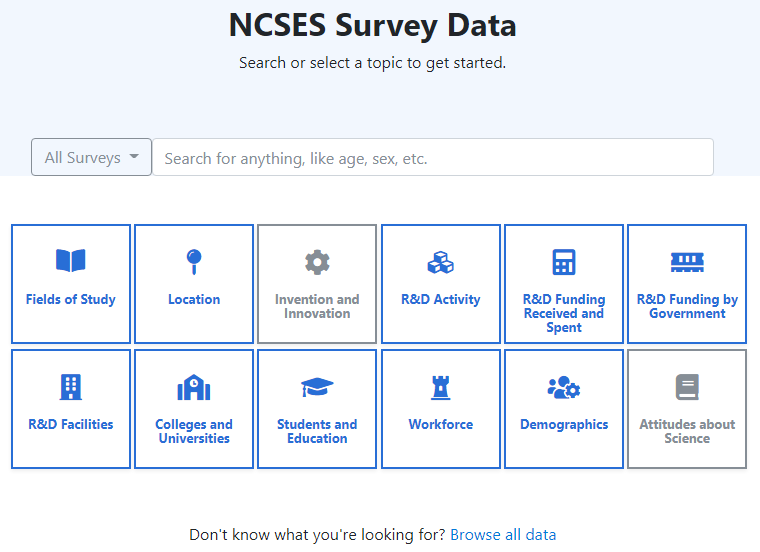 NCSES Survey Data
Search or select a topic to get started.
All Surveys
Search for anything, like age, sex, etc.
Fields of Study
Location
Invention and
Innovation
R&D Activity
R&D Funding
Received and
Spent
R&D Funding by
Government
R&D Facilities
Colleges and
Universities
Students and
Education
Workforce
Demographics
Attitudes about
Science
Don't know what you're looking for? Browse all data